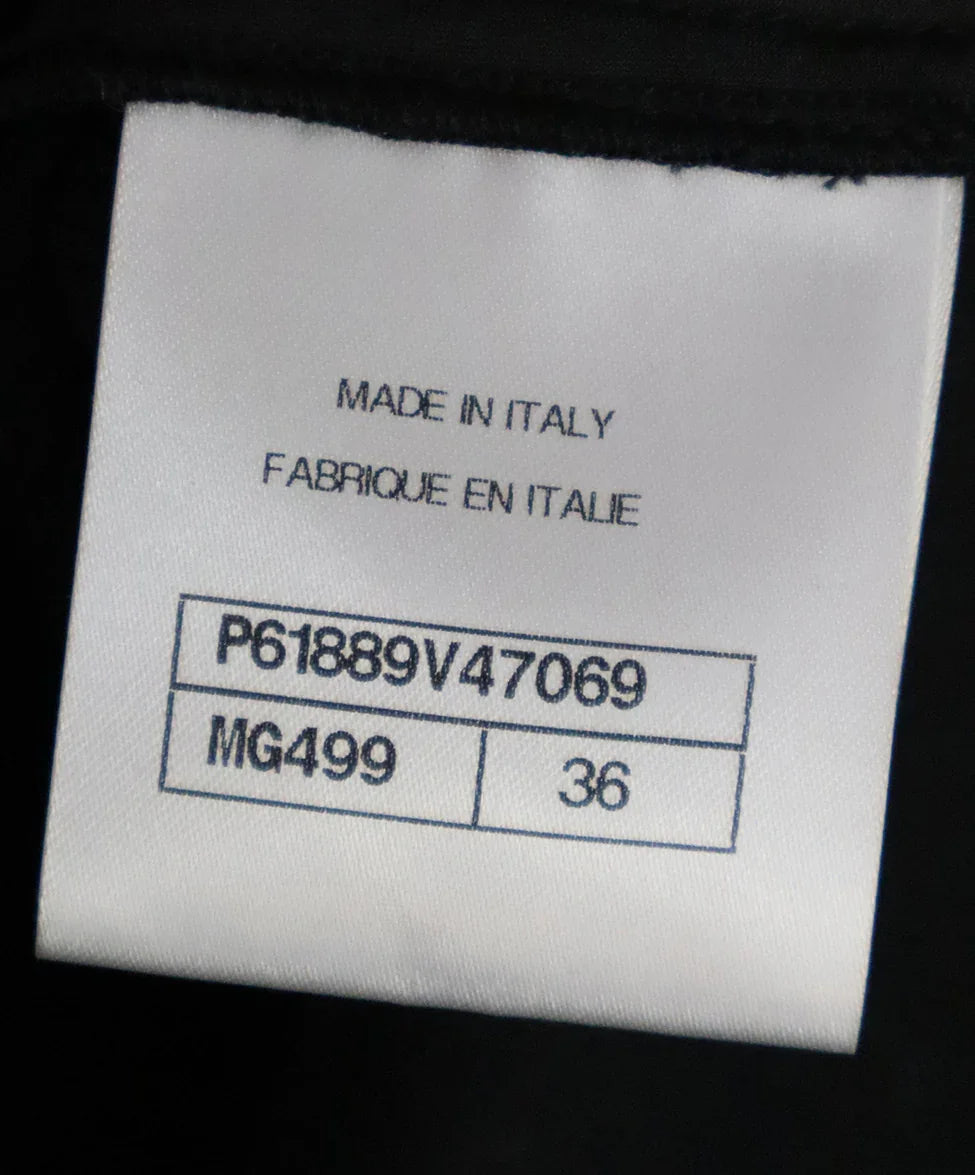 MADE IN ITALY
FABRIQUE EN ITALIE
P61889V47069
MG499 36